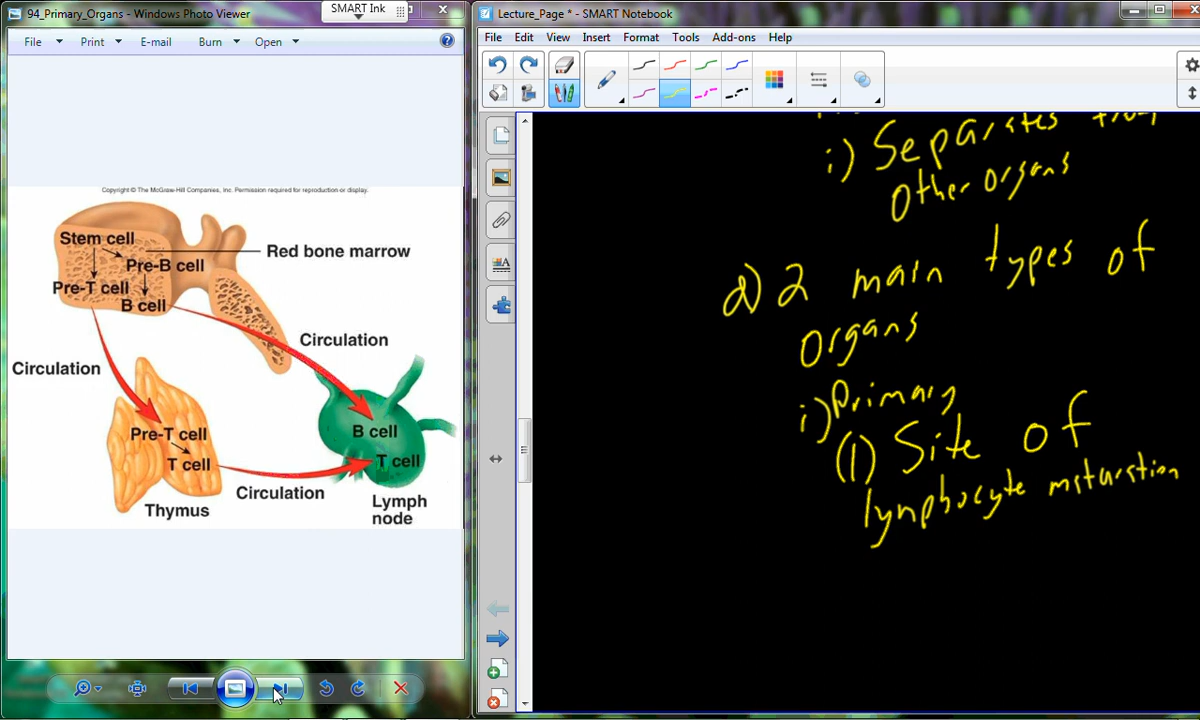 94_Primary_Organs - Windows Photo Viewer
SMART Ink
File Print E-mail Burn Open
Copyright © The McGraw-Hill Companies, Inc. Permission required for reproduction or display.
Stem cell
Red bone marrow
Pre-B cell
Pre-T cell
B cell
Circulation
Circulation
B cell
Pre-T cell
T cell
T cell
Circulation
Lymph
node
Thymus
Lecture_Page * - SMART Notebook
File Edit View Insert Format Tools Add-ons Help
i) Separates from
Other organs
d) 2 main types of
organs
i) Primary
(1) Site of
lymphocyte maturation